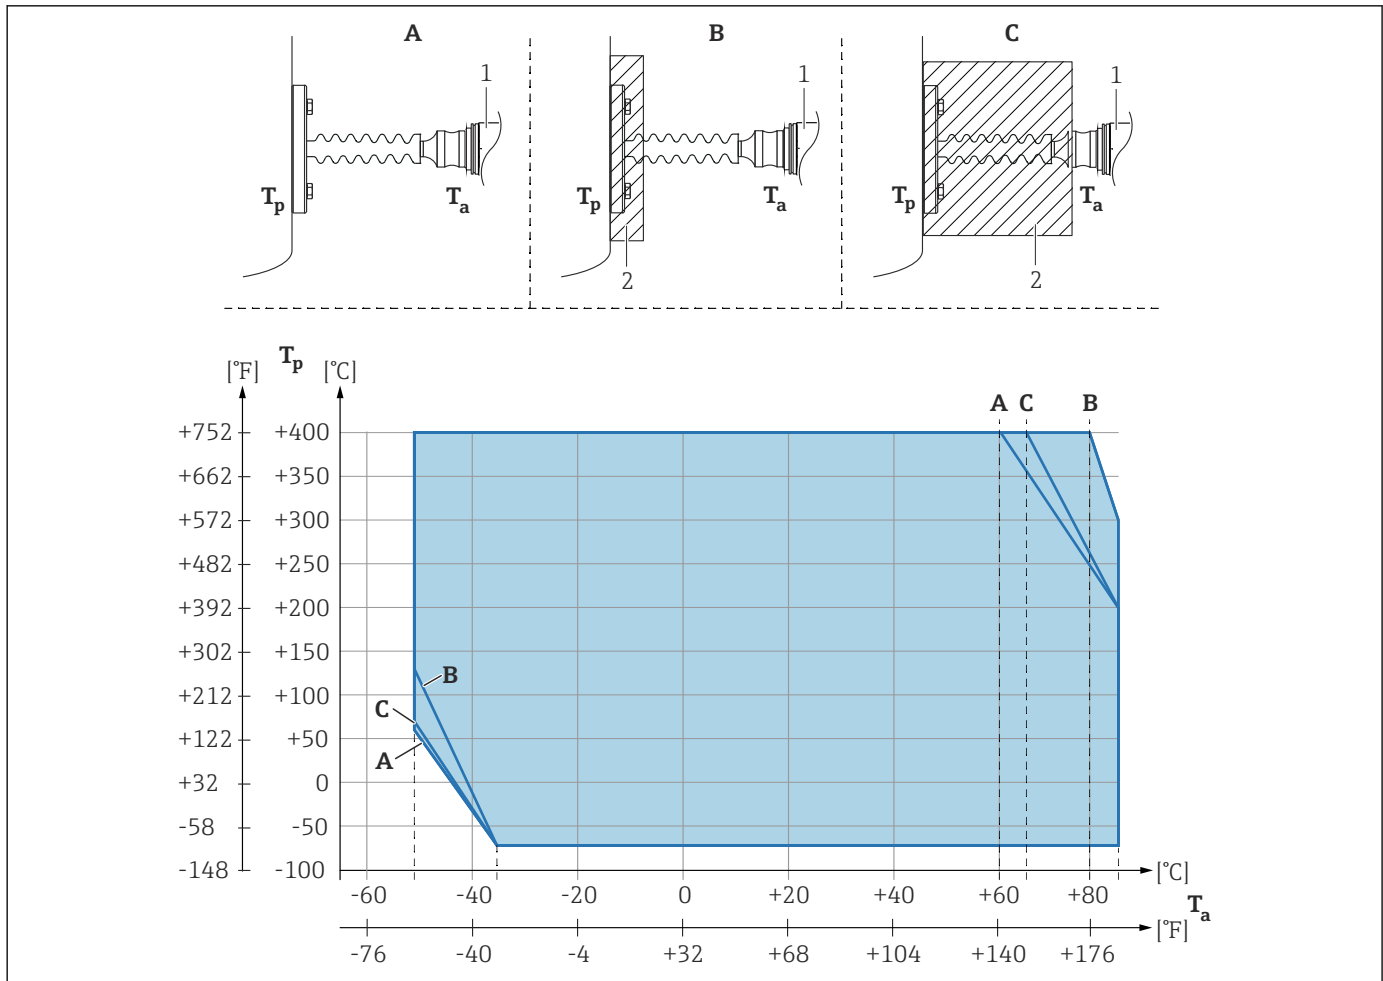 A B C
1 1 1
Tp Ta Tp Ta Tp Ta
2 2
Tp
[°F] [°C]
A C B
+752 +400
+662 +350
+572 +300
+482 +250
+392 +200
+302 +150
B
+212 +100
C
+122 +50
A
+32 0
-58 -50
-148 -100
[°C]
-60 -40 -20 0 +20 +40 +60 +80
Ta
[°F]
-76 -40 -4 +32 +68 +104 +140 +176